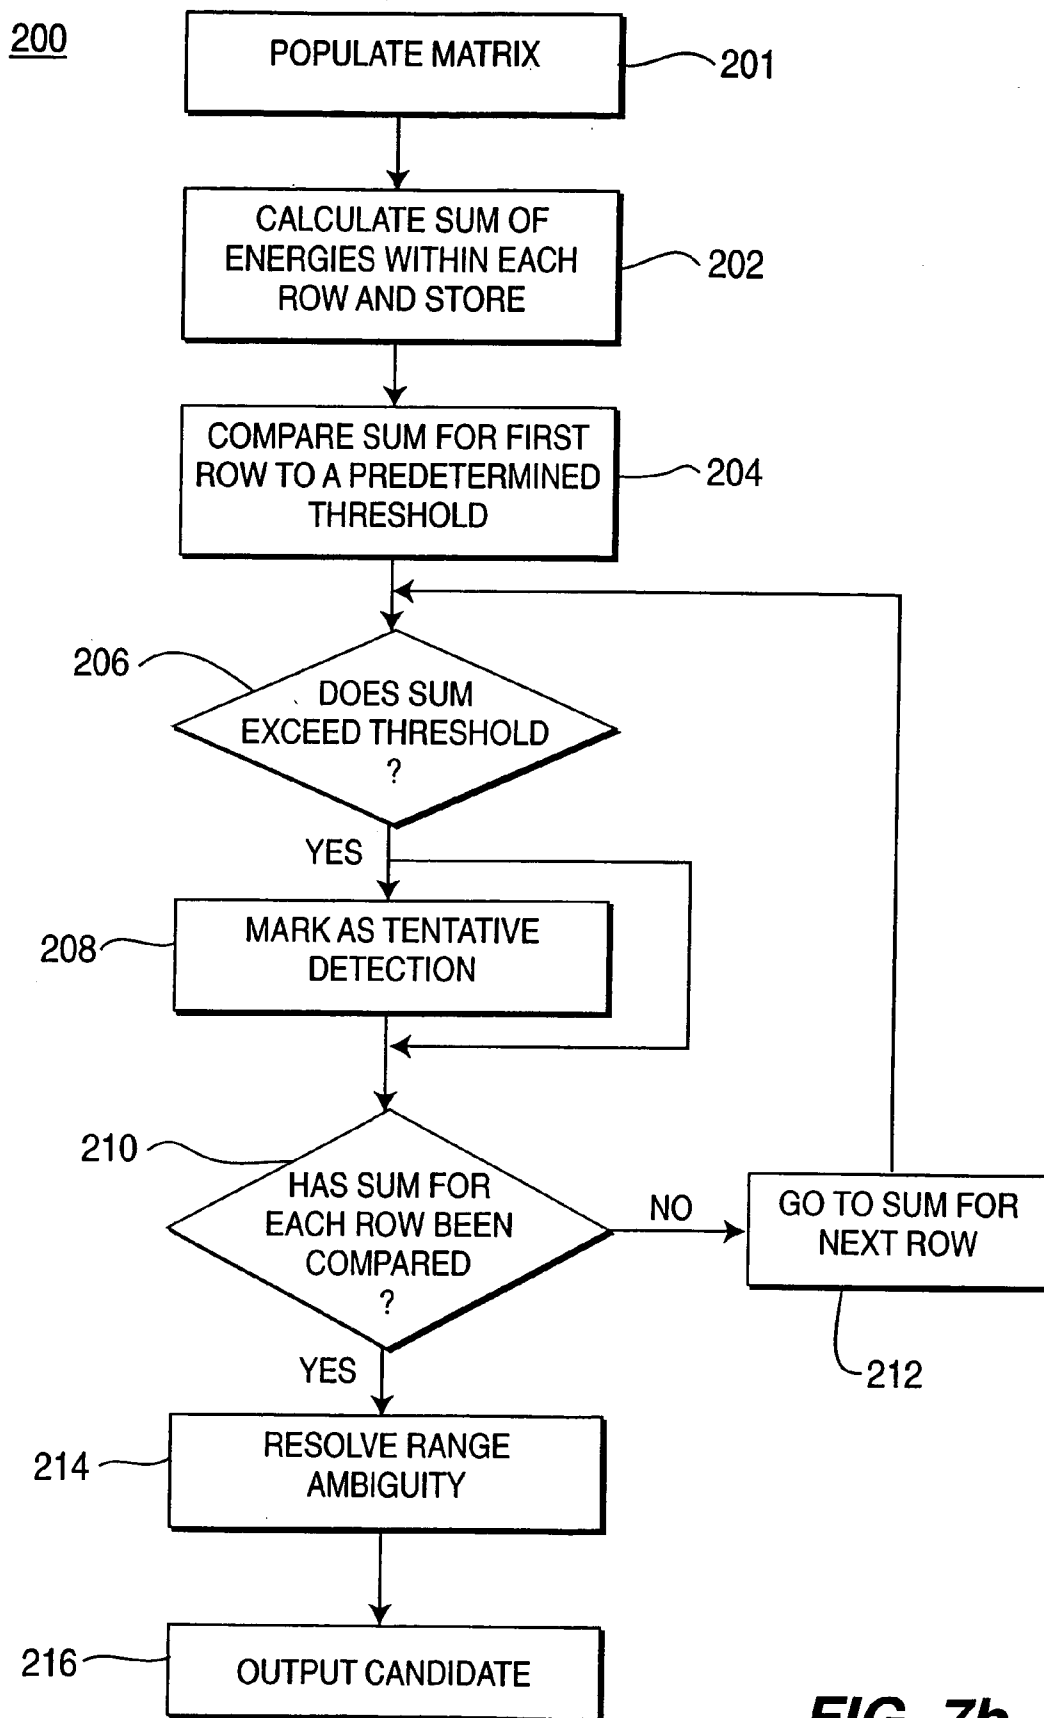 200
POPULATE MATRIX
201
CALCULATE SUM OF
ENERGIES WITHIN EACH
ROW AND STORE
202
COMPARE SUM FOR FIRST
ROW TO A PREDETERMINED
THRESHOLD
204
206
DOES SUM
EXCEED THRESHOLD
?
YES
208
MARK AS TENTATIVE
DETECTION
210
HAS SUM FOR
EACH ROW BEEN
COMPARED
?
NO
GO TO SUM FOR
NEXT ROW
212
YES
214
RESOLVE RANGE
AMBIGUITY
216
OUTPUT CANDIDATE
FIG. 7b